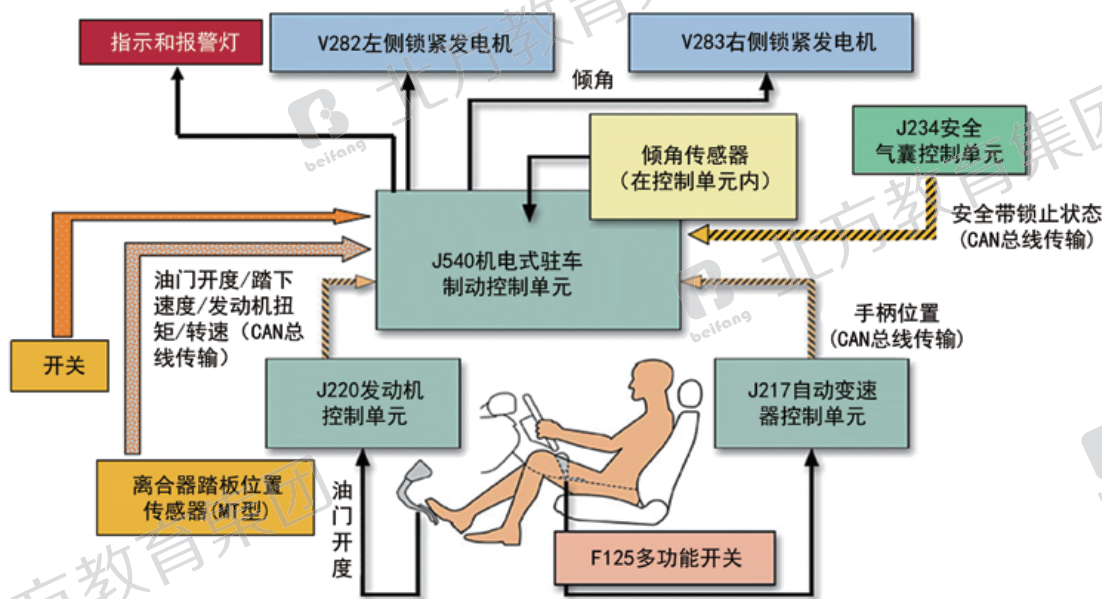 指示和报警灯
V282左侧锁紧发电机
V283右侧锁紧发电机
倾角
倾角传感器
（在控制单元内）
J234安全
气囊控制单元
安全带锁止状态
(CAN总线传输)
J540机电式驻车
制动控制单元
油门开度/踏下
速度/发动机扭
矩/转速（CAN总
线传输）
手柄位置
(CAN总线传输)
开关
J220发动机
控制单元
J217自动变速
器控制单元
离合器踏板位置
传感器(MT型)
油门开度
F125多功能开关
北方教育集团
beifang
北方教育集团
beifang
北方教育集团